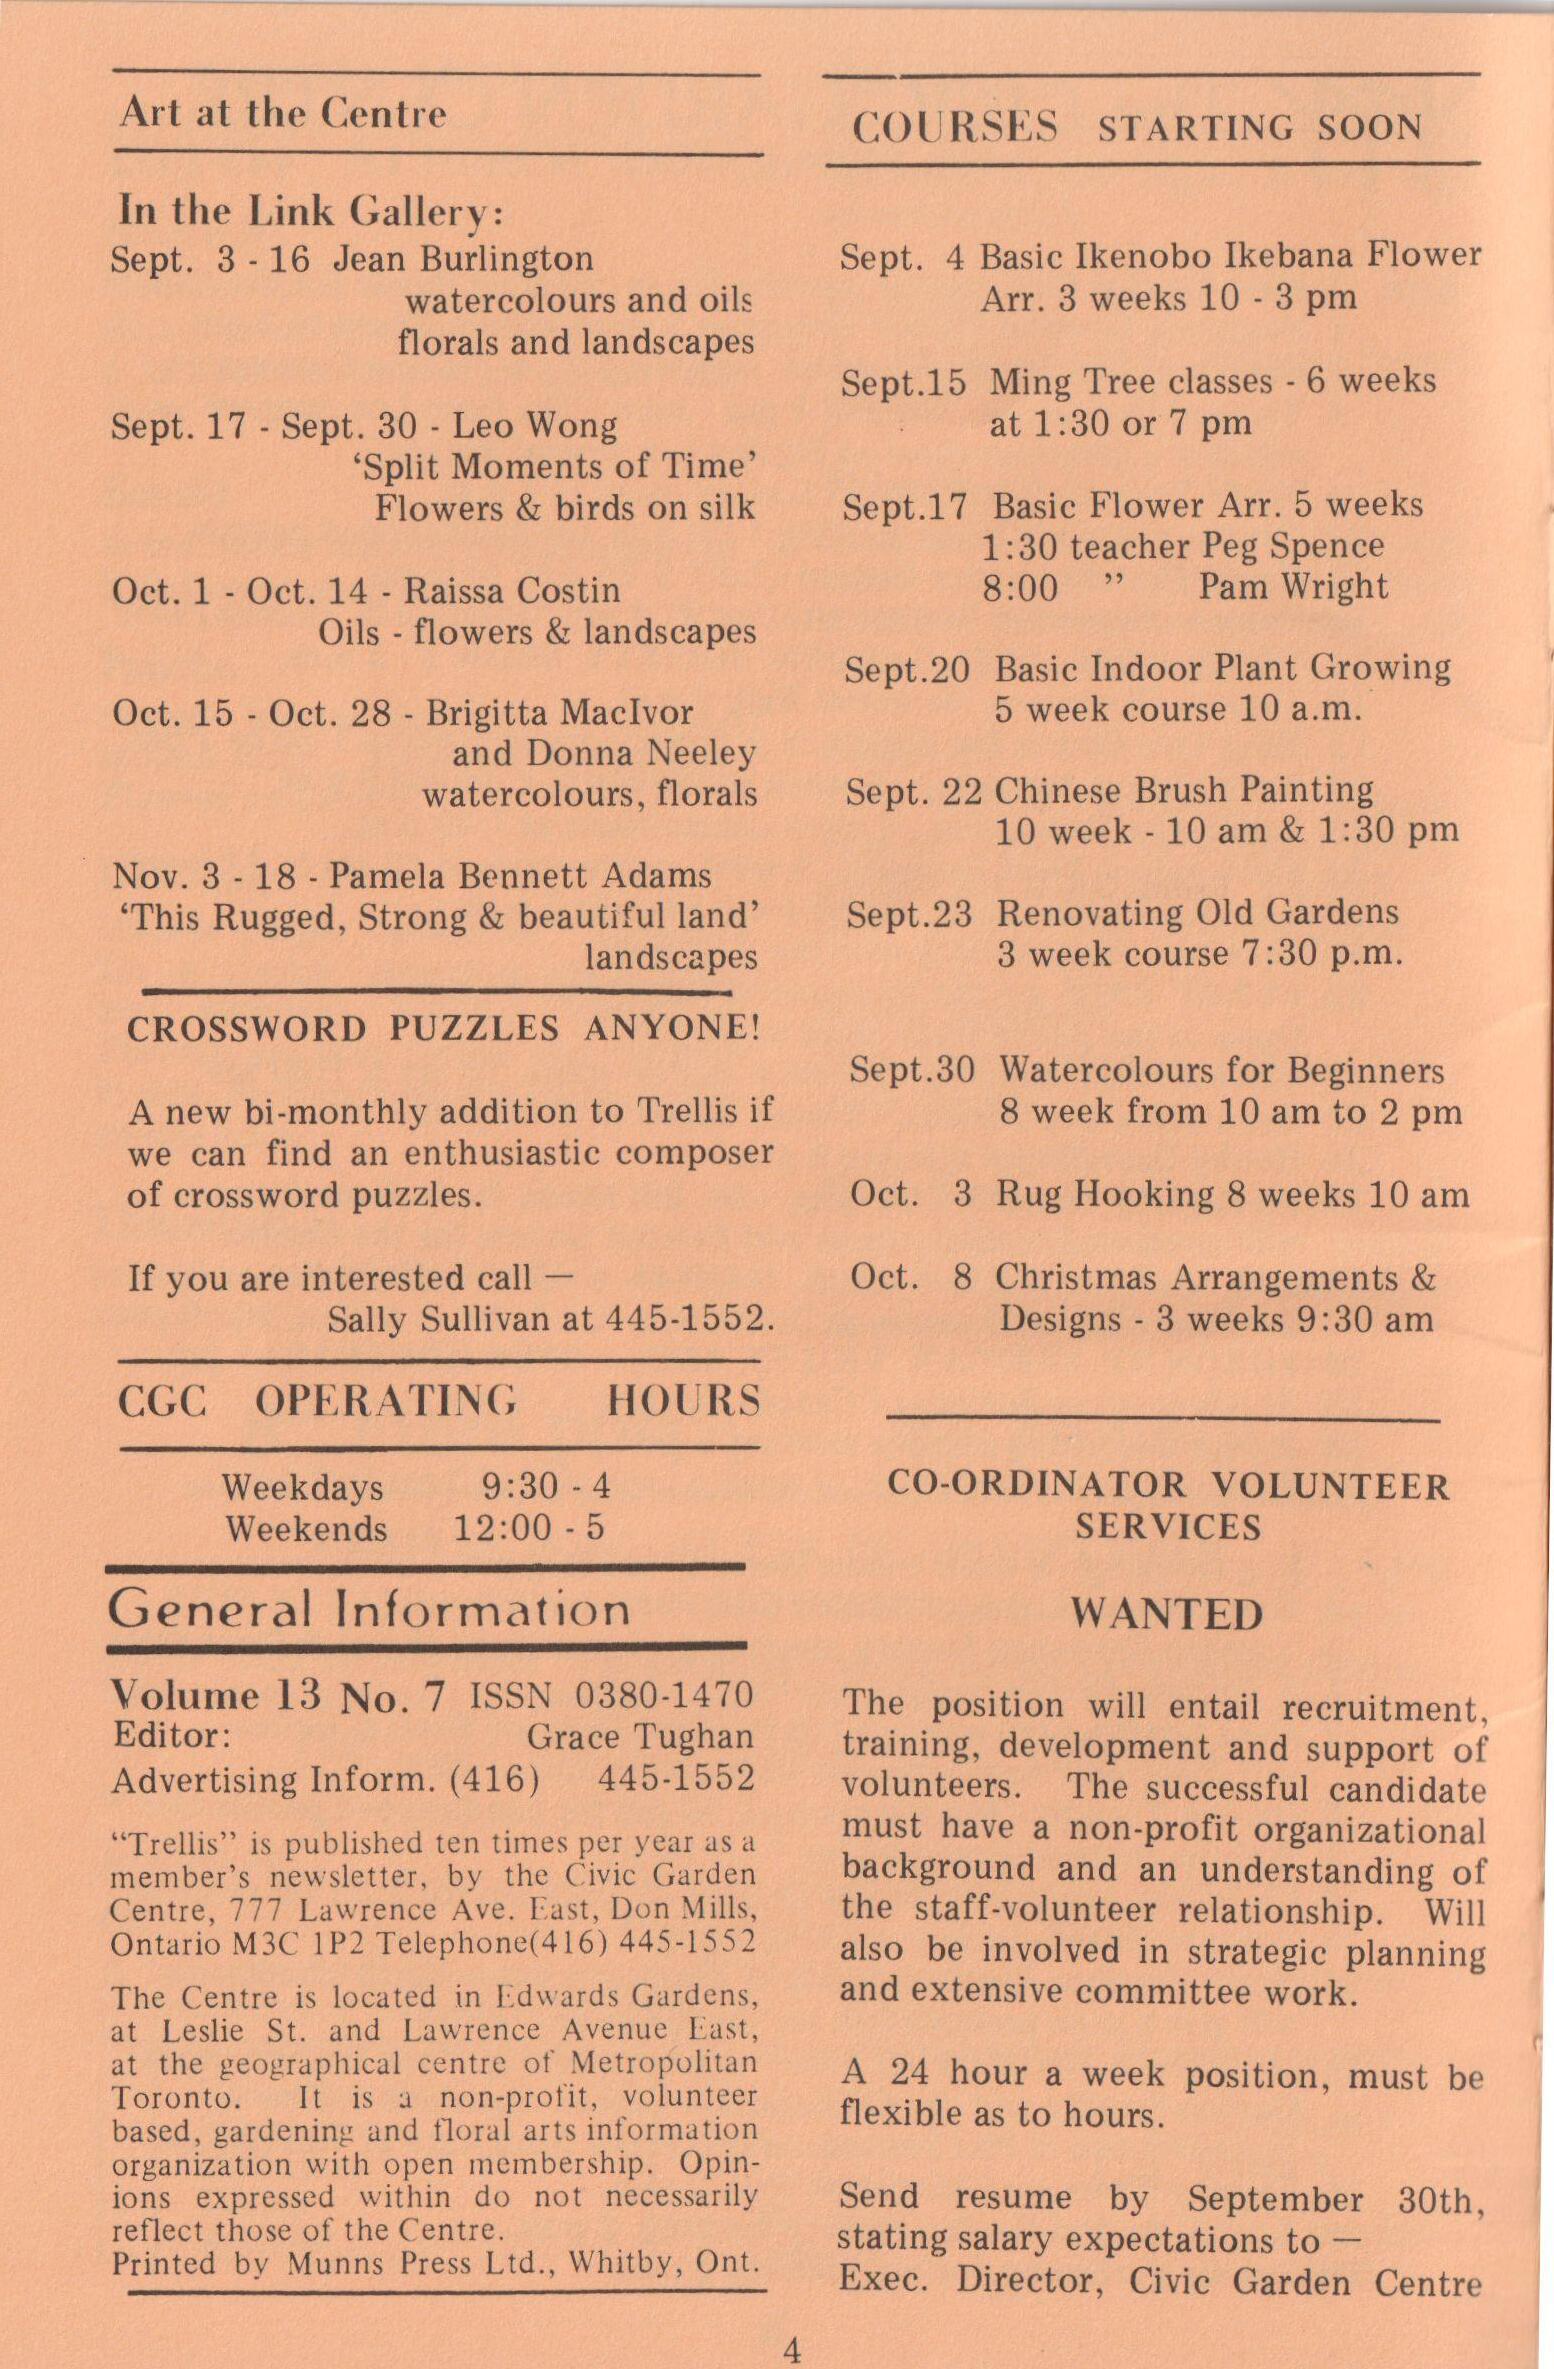 Art at the Centre
In the Link Gallery:
Sept. 3 - 16 Jean Burlington
watercolours and oils
florals and landscapes
Sept. 17 - Sept. 30 - Leo Wong
‘Split Moments of Time’
Flowers & birds on silk
Oct. 1 - Oct. 14 - Raissa Costin
Oils - flowers & landscapes
Oct. 15 - Oct. 28 - Brigitta MacIvor
and Donna Neeley
watercolours, florals
Nov. 3 - 18 - Pamela Bennett Adams
‘This Rugged, Strong & beautiful land’
landscapes
CROSSWORD PUZZLES ANYONE!
A new bi-monthly addition to Trellis if
we can find an enthusiastic composer
of crossword puzzles.
If you are interested call —
Sally Sullivan at 445-1552.
CGC OPERATING HOURS
Weekdays 9:30 - 4
Weekends 12:00 - 5
General Information
Volume 13 No. 7 ISSN 0380-1470
Editor: Grace Tughan
Advertising Inform. (416) 445-1552
“Trellis” is published ten times per year as a
member’s newsletter, by the Civic Garden
Centre, 777 Lawrence Ave. East, Don Mills,
Ontario M3C 1P2 Telephone(416) 445-1552
The Centre is located in Edwards Gardens,
at Leslie St. and Lawrence Avenue East,
at the geographical centre of Metropolitan
Toronto. It is a non-profit, volunteer
based, gardening and floral arts information
organization with open membership. Opin-
ions expressed within do not necessarily
reflect those of the Centre.
Printed by Munns Press Ltd., Whitby, Ont.
COURSES STARTING SOON
Sept. 4 Basic Ikenobo Ikebana Flower
Arr. 3 weeks 10 - 3 pm
Sept.15 Ming Tree classes - 6 weeks
at 1:30 or 7 pm
Sept.17 Basic Flower Arr. 5 weeks
1:30 teacher Peg Spence
8:00 ” Pam Wright
Sept.20 Basic Indoor Plant Growing
5 week course 10 a.m.
Sept. 22 Chinese Brush Painting
10 week - 10 am & 1:30 pm
Sept.23 Renovating Old Gardens
3 week course 7:30 p.m.
Sept.30 Watercolours for Beginners
8 week from 10 am to 2 pm
Oct. 3 Rug Hooking 8 weeks 10 am
Oct. 8 Christmas Arrangements &
Designs - 3 weeks 9:30 am
CO-ORDINATOR VOLUNTEER
SERVICES
WANTED
The position will entail recruitment,
training, development and support of
volunteers. The successful candidate
must have a non-profit organizational
background and an understanding of
the staff-volunteer relationship. Will
also be involved in strategic planning
and extensive committee work.
A 24 hour a week position, must be
flexible as to hours.
Send resume by September 30th,
stating salary expectations to —
Exec. Director, Civic Garden Centre
4